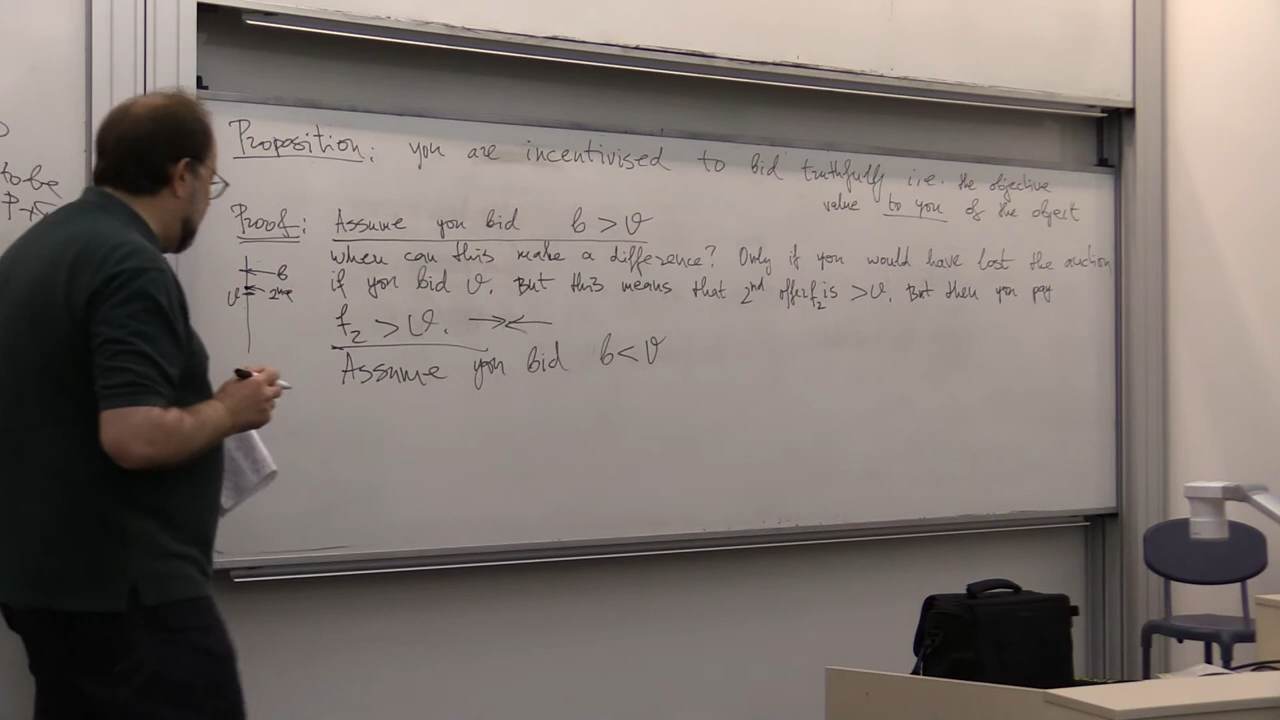 to be
Proposition: you are incentivised to bid truthfully i.e. the objective
value to you of the object
Proof: Assume you bid b > ϑ
When can this make a difference? Only if you would have lost the auction
if you bid ϑ. But this means that 2nd offer f₂ is > ϑ. But then you pay
b
ϑ 2nd
f₂ > ϑ. →←
Assume you bid b < ϑ